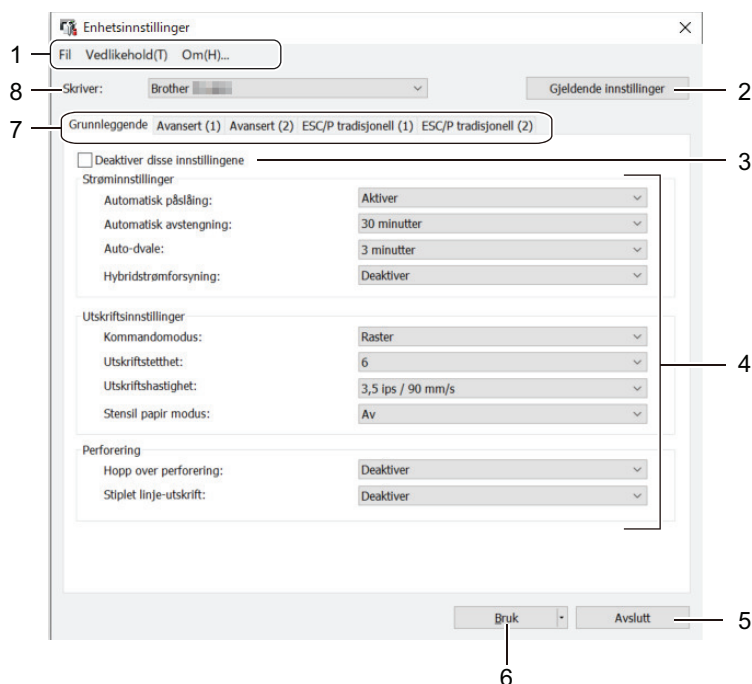 Enhetsinnstillinger
1 Fil Vedlikehold(T) Om(H)...
8 Skriver: Brother Gjeldende innstillinger 2
7 Grunnleggende Avansert (1) Avansert (2) ESC/P tradisjonell (1) ESC/P tradisjonell (2)
Deaktiver disse innstillingene 3
Strøminnstillinger
Automatisk påslåing: Aktiver
Automatisk avstengning: 30 minutter
Auto-dvale: 3 minutter
Hybridstrømforsyning: Deaktiver
Utskriftsinnstillinger
Kommandomodus: Raster
Utskriftstetthet: 6
4
Utskriftshastighet: 3,5 ips / 90 mm/s
Stensil papir modus: Av
Perforering
Hopp over perforering: Deaktiver
Stiplet linje-utskrift: Deaktiver
Bruk Avslutt 5
6